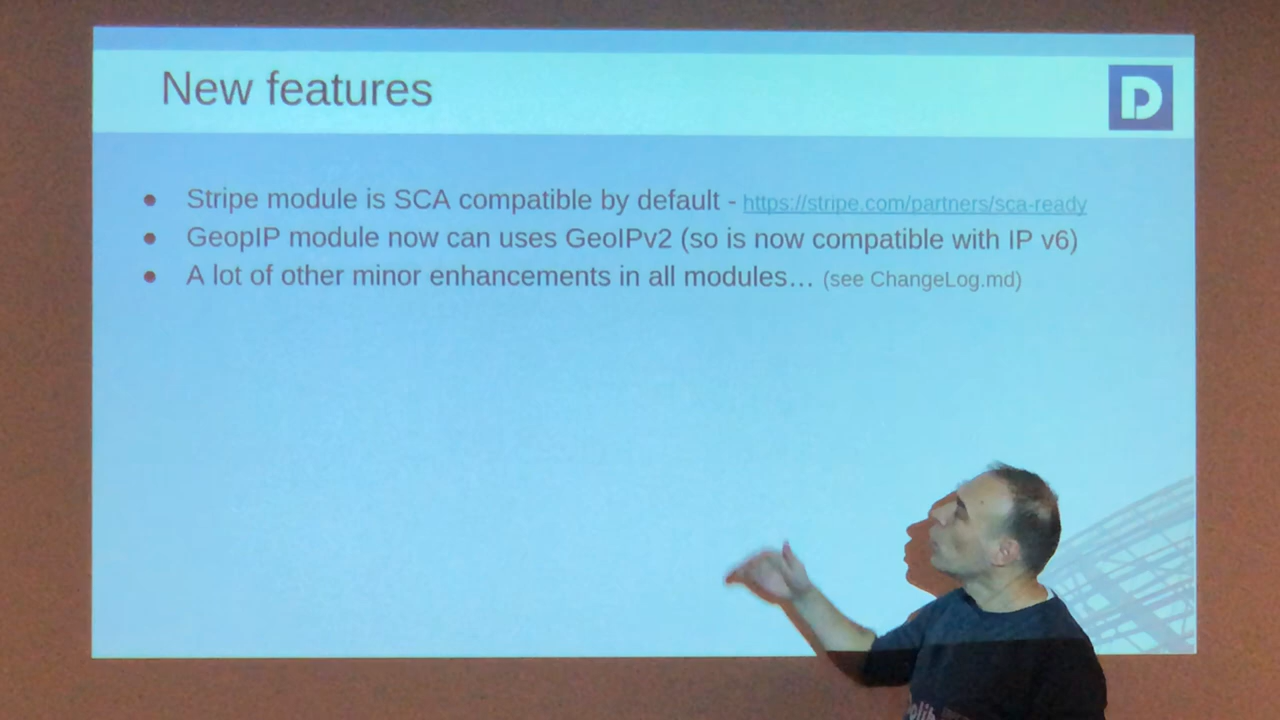 New features
D
• Stripe module is SCA compatible by default - https://stripe.com/partners/sca-ready
• GeopIP module now can uses GeoIPv2 (so is now compatible with IP v6)
• A lot of other minor enhancements in all modules… (see ChangeLog.md)